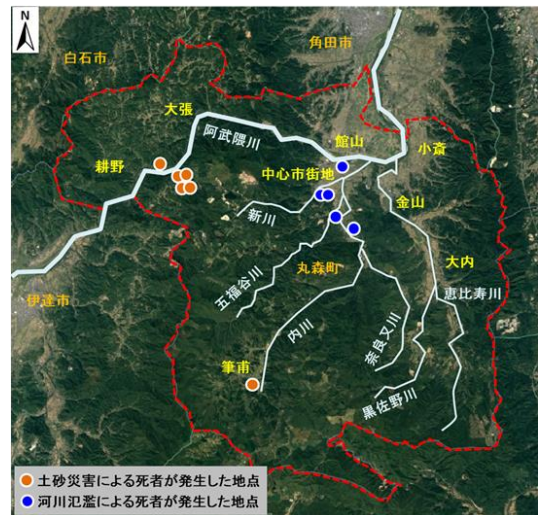 N
白石市
角田市
大張
阿武隈川
館山
小斎
耕野
中心市街地
新川
金山
五福谷川
丸森町
大内
恵比寿川
伊達市
内川
奈良又川
筆甫
黒佐野川
土砂災害による死者が発生した地点
河川氾濫による死者が発生した地点